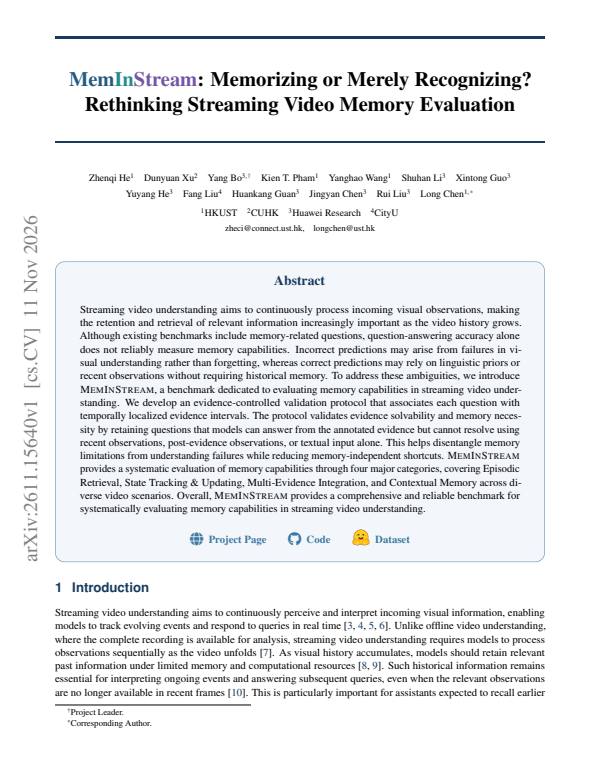 MemInStream: Memorizing or Merely Recognizing?
Rethinking Streaming Video Memory Evaluation
Zhenqi He¹ Dunyuan Xu² Yang Bo³,† Kien T. Pham¹ Yanghao Wang¹ Shuhan Li³ Xintong Guo³
Yuyang He³ Fang Liu⁴ Huankang Guan³ Jingyan Chen³ Rui Liu³ Long Chen¹,*
¹HKUST ²CUHK ³Huawei Research ⁴CityU
zheci@connect.ust.hk, longchen@ust.hk
arXiv:2611.15640v1 [cs.CV] 11 Nov 2026
Abstract
Streaming video understanding aims to continuously process incoming visual observations, making
the retention and retrieval of relevant information increasingly important as the video history grows.
Although existing benchmarks include memory-related questions, question-answering accuracy alone
does not reliably measure memory capabilities. Incorrect predictions may arise from failures in vi-
sual understanding rather than forgetting, whereas correct predictions may rely on linguistic priors or
recent observations without requiring historical memory. To address these ambiguities, we introduce
MEMINSTREAM, a benchmark dedicated to evaluating memory capabilities in streaming video under-
standing. We develop an evidence-controlled validation protocol that associates each question with
temporally localized evidence intervals. The protocol validates evidence solvability and memory neces-
sity by retaining questions that models can answer from the annotated evidence but cannot resolve using
recent observations, post-evidence observations, or textual input alone. This helps disentangle memory
limitations from understanding failures while reducing memory-independent shortcuts. MEMINSTREAM
provides a systematic evaluation of memory capabilities through four major categories, covering Episodic
Retrieval, State Tracking & Updating, Multi-Evidence Integration, and Contextual Memory across di-
verse video scenarios. Overall, MEMINSTREAM provides a comprehensive and reliable benchmark for
systematically evaluating memory capabilities in streaming video understanding.
Project Page Code Dataset
1 Introduction
Streaming video understanding aims to continuously perceive and interpret incoming visual information, enabling
models to track evolving events and respond to queries in real time [3, 4, 5, 6]. Unlike offline video understanding,
where the complete recording is available for analysis, streaming video understanding requires models to process
observations sequentially as the video unfolds [7]. As visual history accumulates, models should retain relevant
past information under limited memory and computational resources [8, 9]. Such historical information remains
essential for interpreting ongoing events and answering subsequent queries, even when the relevant observations
are no longer available in recent frames [10]. This is particularly important for assistants expected to recall earlier
†Project Leader.
*Corresponding Author.